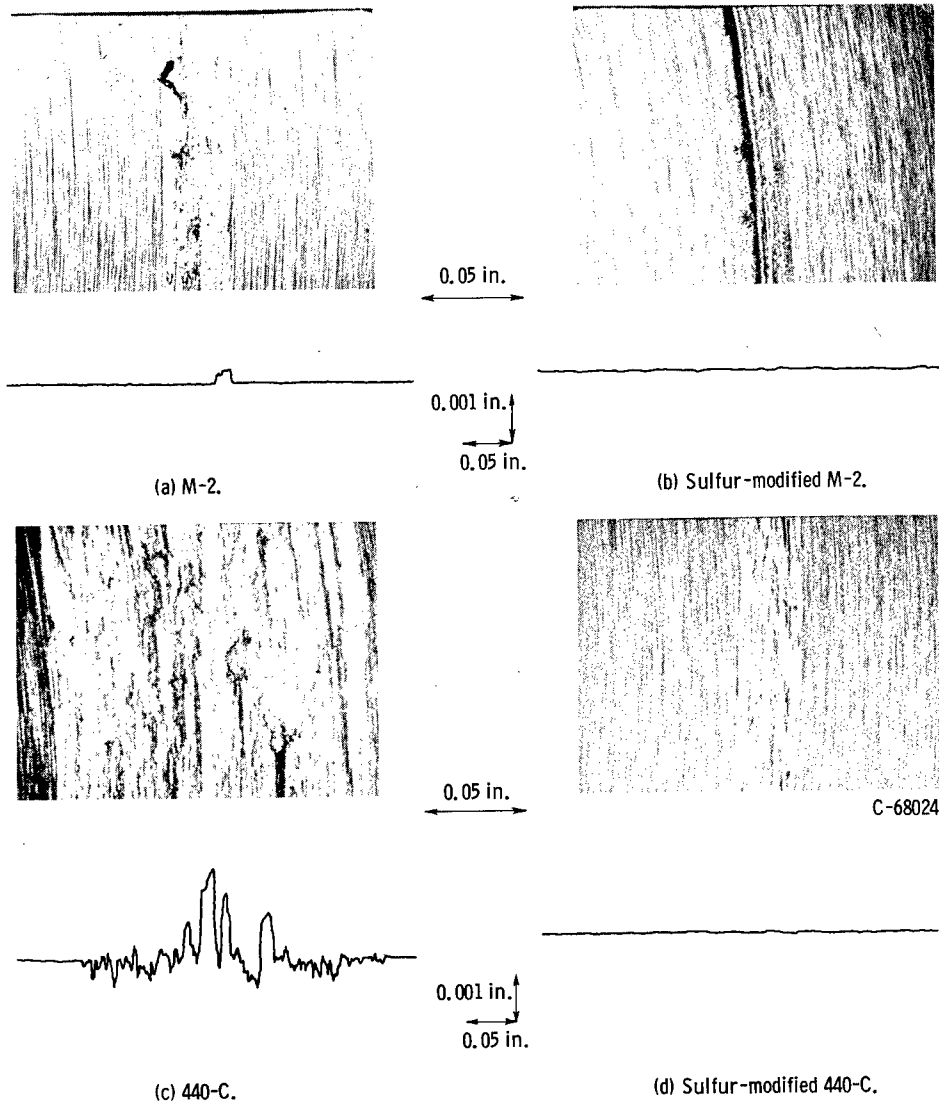 0.05 in.
0.001 in.
0.05 in.
(a) M-2.
(b) Sulfur-modified M-2.
0.05 in.
C-68024
0.001 in.
0.05 in.
(c) 440-C.
(d) Sulfur-modified 440-C.